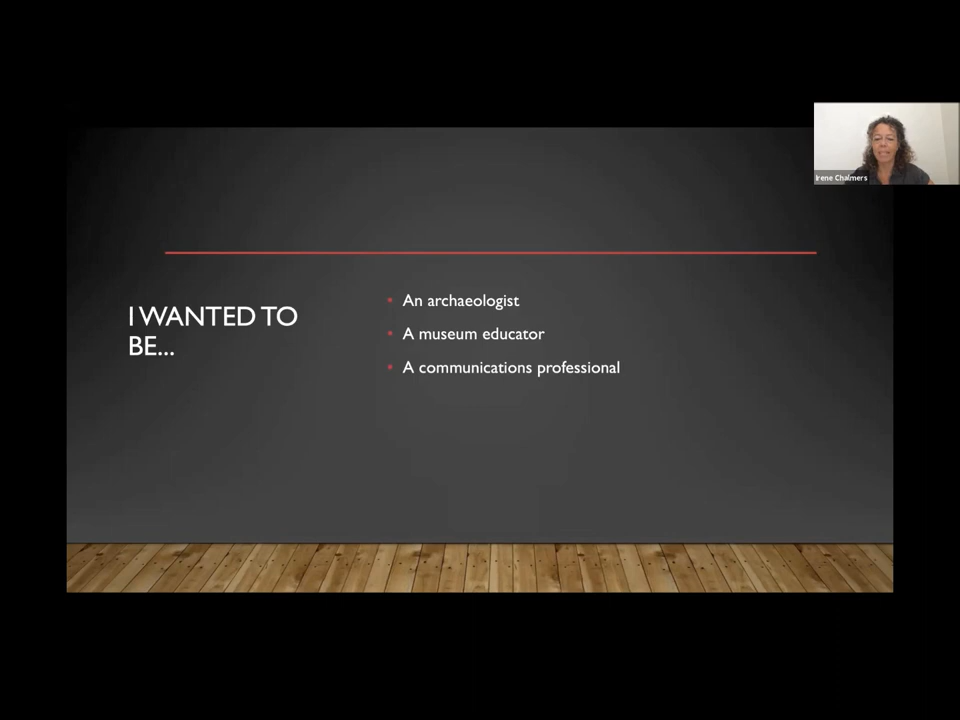 Irene Chalmers
I WANTED TO
BE...
• An archaeologist
• A museum educator
• A communications professional